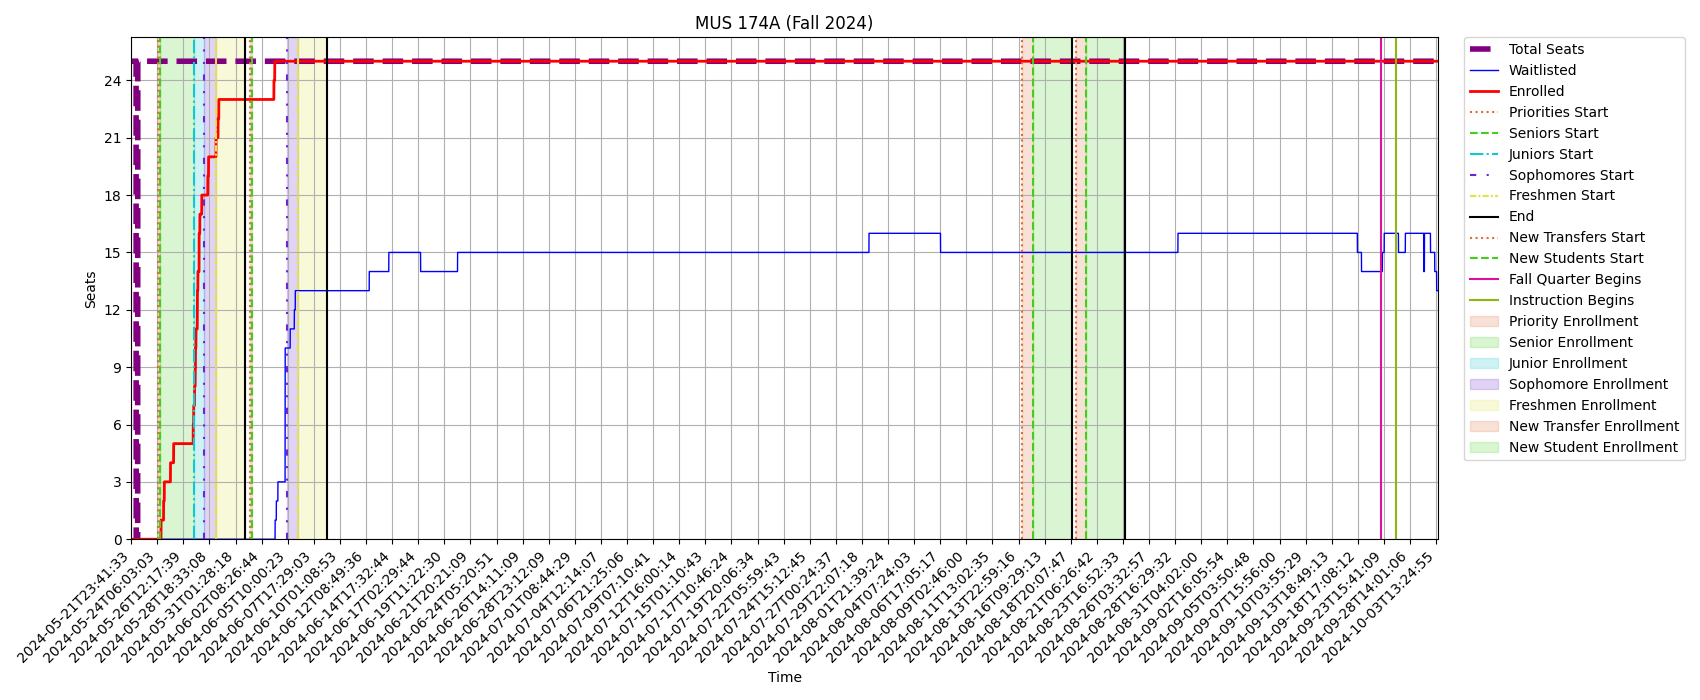 MUS 174A (Fall 2024)
Total Seats
Waitlisted
Enrolled
Priorities Start
Seniors Start
Juniors Start
Sophomores Start
Freshmen Start
End
New Transfers Start
New Students Start
Fall Quarter Begins
Instruction Begins
Priority Enrollment
Senior Enrollment
Junior Enrollment
Sophomore Enrollment
Freshmen Enrollment
New Transfer Enrollment
New Student Enrollment
Seats
24
21
18
15
12
9
6
3
0
2024-05-21T23:41:33
2024-05-24T06:03:03
2024-05-26T12:17:39
2024-05-28T18:33:08
2024-05-31T01:28:18
2024-06-02T08:26:44
2024-06-05T10:00:23
2024-06-07T17:29:03
2024-06-10T01:08:53
2024-06-12T08:49:36
2024-06-14T17:32:44
2024-06-17T00:29:44
2024-06-19T11:22:30
2024-06-21T20:21:09
2024-06-24T05:20:51
2024-06-26T14:11:09
2024-06-28T23:12:09
2024-07-01T08:44:29
2024-07-04T12:14:07
2024-07-06T21:25:06
2024-07-09T07:10:41
2024-07-12T16:00:14
2024-07-15T01:10:43
2024-07-17T10:46:24
2024-07-19T20:06:34
2024-07-22T05:59:43
2024-07-24T15:12:45
2024-07-27T00:24:37
2024-07-29T22:07:18
2024-08-01T21:39:24
2024-08-04T07:24:03
2024-08-06T17:05:17
2024-08-09T02:46:00
2024-08-11T13:02:35
2024-08-13T22:59:16
2024-08-16T09:29:13
2024-08-18T20:07:47
2024-08-21T06:26:42
2024-08-23T16:52:33
2024-08-26T03:32:57
2024-08-28T16:29:32
2024-08-31T04:02:00
2024-09-02T16:05:54
2024-09-05T03:50:48
2024-09-07T15:56:00
2024-09-10T03:55:29
2024-09-13T18:49:13
2024-09-18T17:08:12
2024-09-23T15:41:09
2024-09-28T14:01:06
2024-10-03T13:24:55
Time